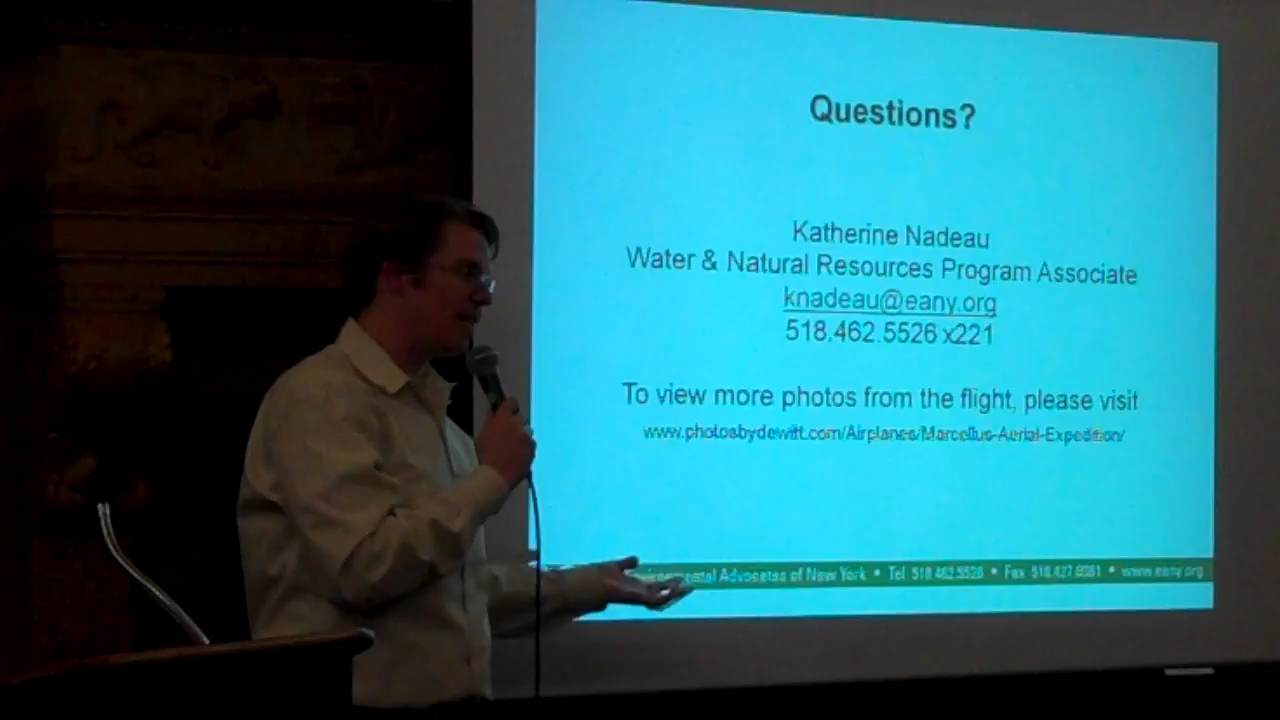 Questions?
Katherine Nadeau
Water & Natural Resources Program Associate
knadeau@eany.org
518.462.5526 x221
To view more photos from the flight, please visit
www.photosbydewitt.com/Airplanes/Marcellus-Aerial-Expedition/
Environmental Advocates of New York • Tel 518.462.5526 • Fax 518.427.0381 • www.eany.org